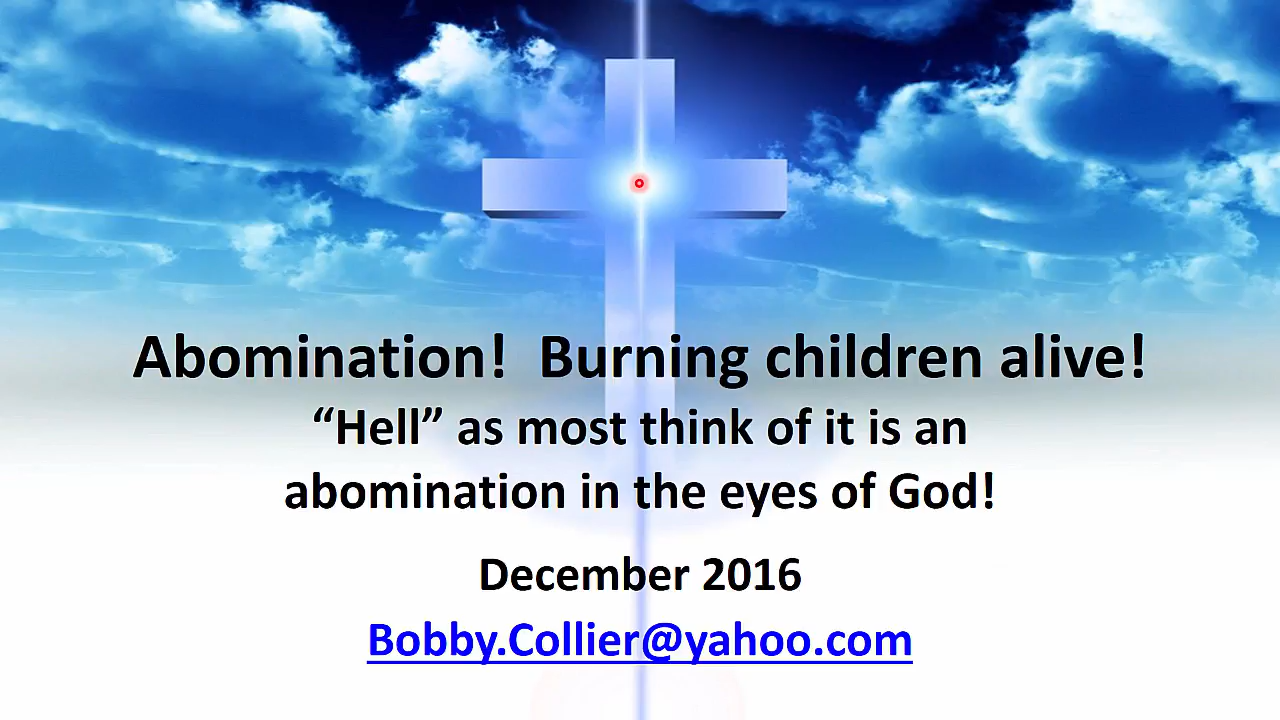 Abomination!  Burning children alive!
“Hell” as most think of it is an
abomination in the eyes of God!
December 2016
Bobby.Collier@yahoo.com